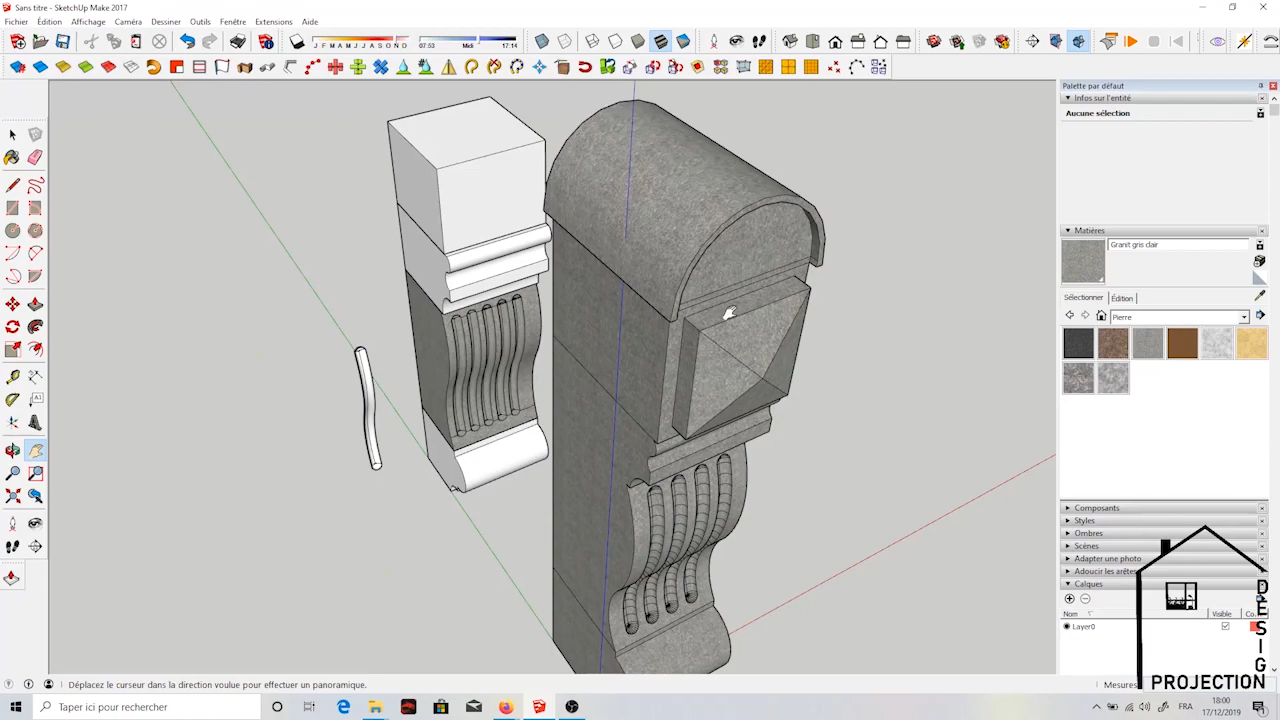 Sans titre - SketchUp Make 2017
Fichier Édition Affichage Caméra Dessiner Outils Fenêtre Extensions Aide
J F M A M J J A S O N D 07:53 Midi 17:14
Palette par défaut
Infos sur l'entité
Aucune sélection
Matières
Granit gris clair
Sélectionner Édition
Pierre
Composants
Styles
Ombres
Scènes
Adapter une photo
Adoucir les arêtes
Calques
Nom Visible Co
Layer0
DESIGN
PROJECTION
Déplacez le curseur dans la direction voulue pour effectuer un panoramique.
Mesures
Taper ici pour rechercher
FRA
18:00
17/12/2019